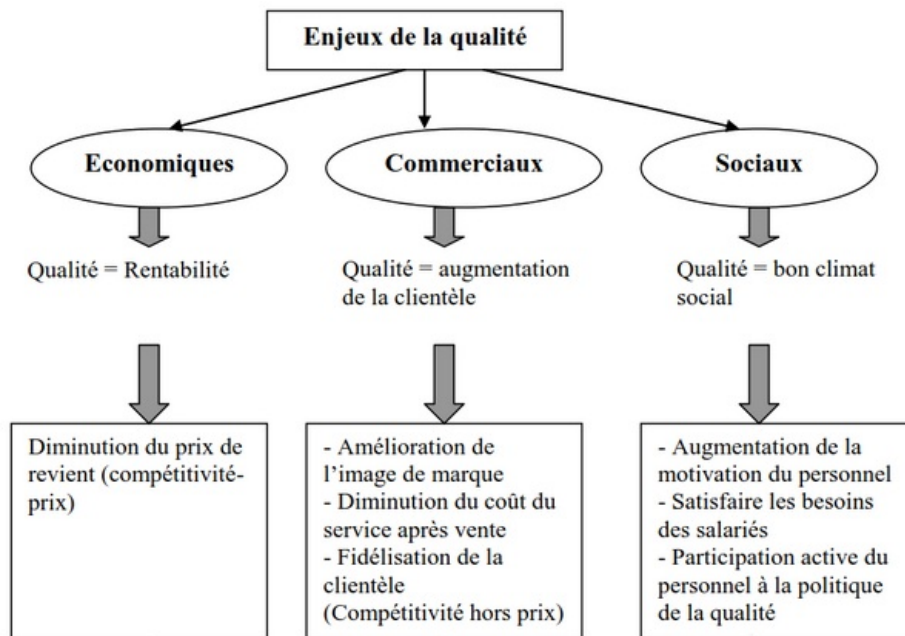 Enjeux de la qualité
Economiques
Commerciaux
Sociaux
Qualité = Rentabilité
Qualité = augmentation
de la clientèle
Qualité = bon climat
social
Diminution du prix de
revient (compétitivité-
prix)
- Amélioration de
l’image de marque
- Diminution du coût du
service après vente
- Fidélisation de la
clientèle
(Compétitivité hors prix)
- Augmentation de la
motivation du personnel
- Satisfaire les besoins
des salariés
- Participation active du
personnel à la politique
de la qualité